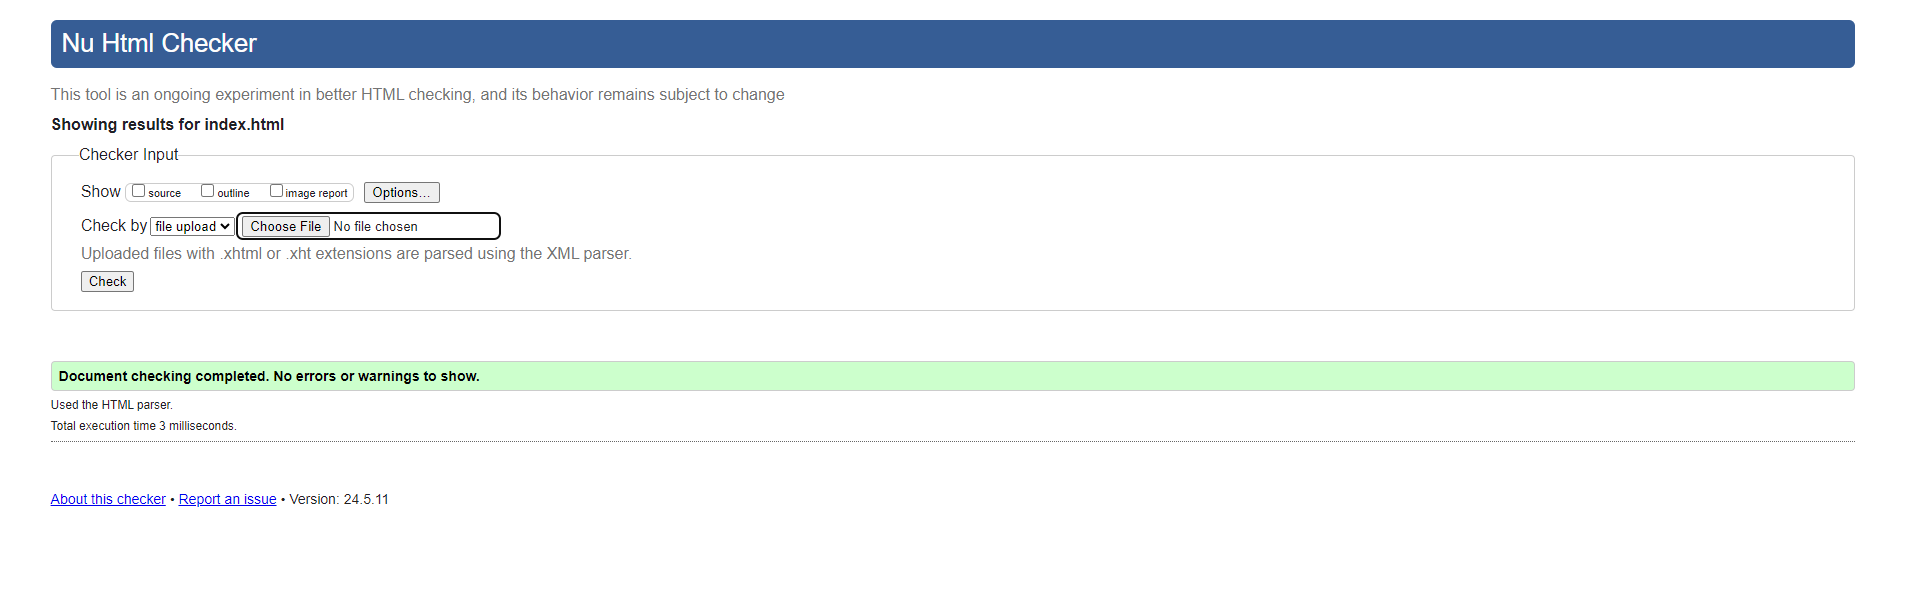 Nu Html Checker
This tool is an ongoing experiment in better HTML checking, and its behavior remains subject to change
Showing results for index.html
Checker Input
Show source outline image report Options...
Check by file upload Choose File No file chosen
Uploaded files with .xhtml or .xht extensions are parsed using the XML parser.
Check
Document checking completed. No errors or warnings to show.
Used the HTML parser.
Total execution time 3 milliseconds.
About this checker • Report an issue • Version: 24.5.11